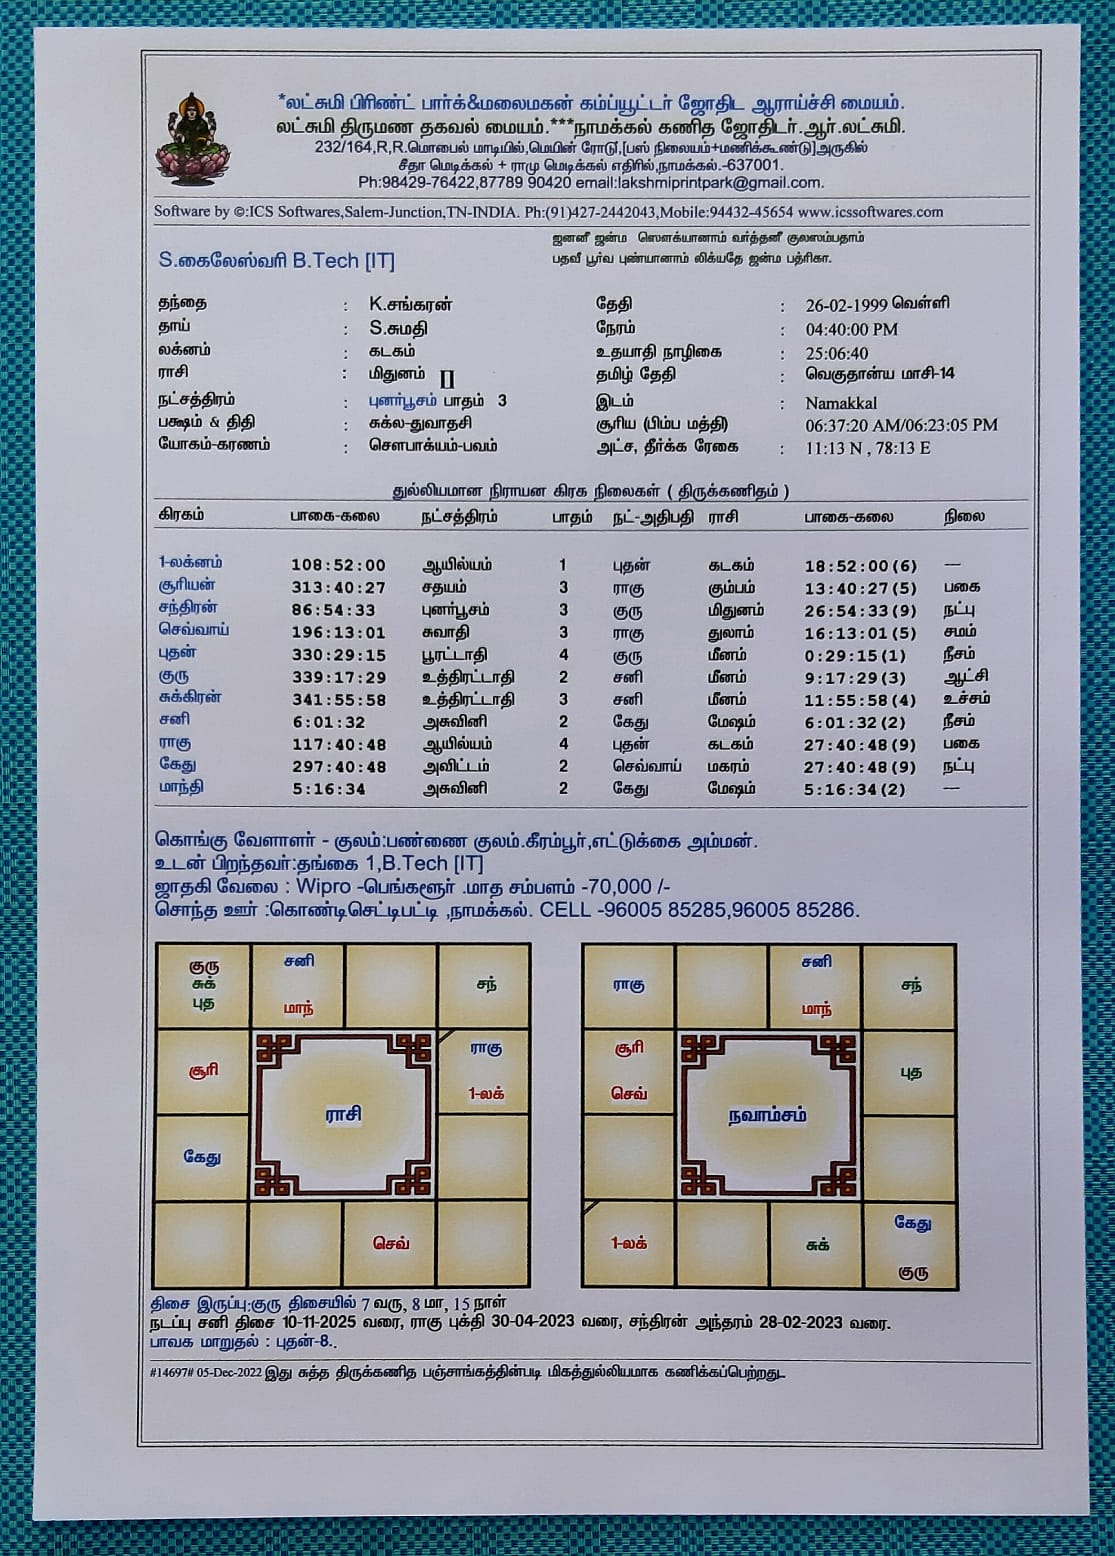 *லட்சுமி பிரிண்ட் பார்க்&மலைமகன் கம்ப்யூட்டர் ஜோதிட ஆராய்ச்சி மையம்.
லட்சுமி திருமண தகவல் மையம்.***நாமக்கல் கணித ஜோதிடர்.ஆர்.லட்சுமி.
232/164,R,R.மொபைல் மாடியில்,மெயின் ரோடு,[பஸ் நிலையம்+மணிக்கூண்டு]அருகில்
சீதா மெடிக்கல் + ராமு மெடிக்கல் எதிரில்,நாமக்கல்.-637001.
Ph:98429-76422,87789 90420 email:lakshmiprintpark@gmail.com.
Software by ©:ICS Softwares,Salem-Junction,TN-INDIA. Ph:(91)427-2442043,Mobile:94432-45654 www.icssoftwares.com
ஜனனீ ஜன்ம ஸௌக்யானாம் வர்த்தனீ குலஸம்பதாம்
பதவீ பூர்வ புண்யானாம் லிக்யதே ஜன்ம பத்ரிகா.
S.கைலேஸ்வரி B.Tech [IT]
தந்தை : K.சங்கரன் தேதி : 26-02-1999 வெள்ளி
தாய் : S.சுமதி நேரம் : 04:40:00 PM
லக்னம் : கடகம் உதயாதி நாழிகை : 25:06:40
ராசி : மிதுனம் தமிழ் தேதி : வெகுதான்ய மாசி-14
நட்சத்திரம் : புனர்பூசம் பாதம் 3 இடம் : Namakkal
பக்ஷம் & திதி : சுக்ல-துவாதசி சூரிய (பிம்ப மத்தி) 06:37:20 AM/06:23:05 PM
யோகம்-கரணம் : சௌபாக்யம்-பவம் அட்ச, தீர்க்க ரேகை : 11:13 N , 78:13 E
துல்லியமான நிராயன கிரக நிலைகள் ( திருக்கணிதம் )
கிரகம் பாகை-கலை நட்சத்திரம் பாதம் நட்-அதிபதி ராசி பாகை-கலை நிலை
1-லக்னம் 108:52:00 ஆயில்யம் 1 புதன் கடகம் 18:52:00(6) —
சூரியன் 313:40:27 சதயம் 3 ராகு கும்பம் 13:40:27(5) பகை
சந்திரன் 86:54:33 புனர்பூசம் 3 குரு மிதுனம் 26:54:33(9) நட்பு
செவ்வாய் 196:13:01 சுவாதி 3 ராகு துலாம் 16:13:01(5) சமம்
புதன் 330:29:15 பூரட்டாதி 4 குரு மீனம் 0:29:15(1) நீசம்
குரு 339:17:29 உத்திரட்டாதி 2 சனி மீனம் 9:17:29(3) ஆட்சி
சுக்கிரன் 341:55:58 உத்திரட்டாதி 3 சனி மீனம் 11:55:58(4) உச்சம்
சனி 6:01:32 அசுவினி 2 கேது மேஷம் 6:01:32(2) நீசம்
ராகு 117:40:48 ஆயில்யம் 4 புதன் கடகம் 27:40:48(9) பகை
கேது 297:40:48 அவிட்டம் 2 செவ்வாய் மகரம் 27:40:48(9) நட்பு
மாந்தி 5:16:34 அசுவினி 2 கேது மேஷம் 5:16:34(2) —
கொங்கு வேளாளர் - குலம்:பண்ணை குலம்.கீரம்பூர்,எட்டுக்கை அம்மன்.
உடன் பிறந்தவர்:தங்கை 1,B.Tech [IT]
ஜாதகி வேலை : Wipro -பெங்களூர் .மாத சம்பளம் -70,000 /-
சொந்த ஊர் :கொண்டிசெட்டிபட்டி ,நாமக்கல். CELL -96005 85285,96005 85286.
குரு சனி
சுக் சந்
புத மாந்
சூரி ராகு
1-லக்
ராசி
கேது
செவ்
ராகு சனி சந்
மாந்
சூரி புத
செவ்
நவாம்சம்
1-லக் சுக் கேது
குரு
திசை இருப்பு:குரு திசையில் 7 வரு, 8 மா, 15 நாள்
நடப்பு சனி திசை 10-11-2025 வரை, ராகு புக்தி 30-04-2023 வரை, சந்திரன் அந்தரம் 28-02-2023 வரை.
பாவக மாறுதல் : புதன்-8..
#14697# 05-Dec-2022 இது சுத்த திருக்கணித பஞ்சாங்கத்தின்படி மிகத்துல்லியமாக கணிக்கப்பெற்றது.